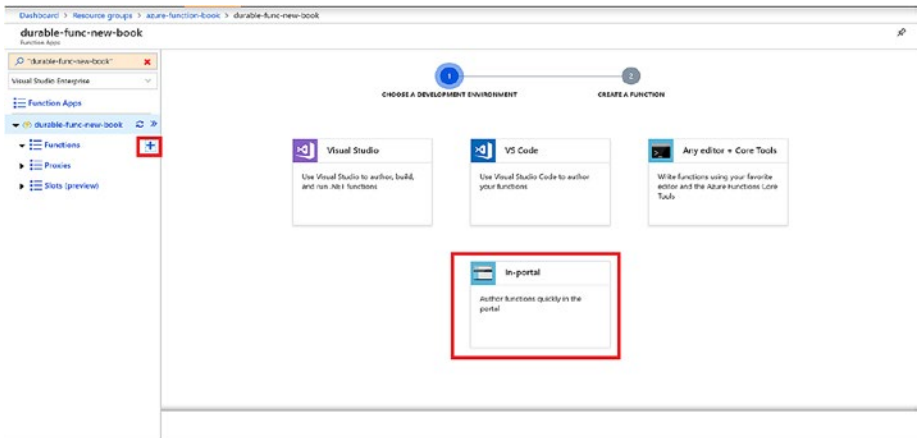 Dashboard > Resource groups > azure-function-book > durable-func-new-book
durable-func-new-book
Function Apps
"durable-func-new-book"
Visual Studio Enterprise
Function Apps
durable-func-new-book
Functions
Proxies
Slots (preview)
1
2
CHOOSE A DEVELOPMENT ENVIRONMENT
CREATE A FUNCTION
Visual Studio
Use Visual Studio to author, build,
and run .NET functions
VS Code
Use Visual Studio Code to author
your functions
Any editor + Core Tools
Write functions using your favorite
editor and the Azure Functions Core
Tools
In-portal
Author functions quickly in the
portal